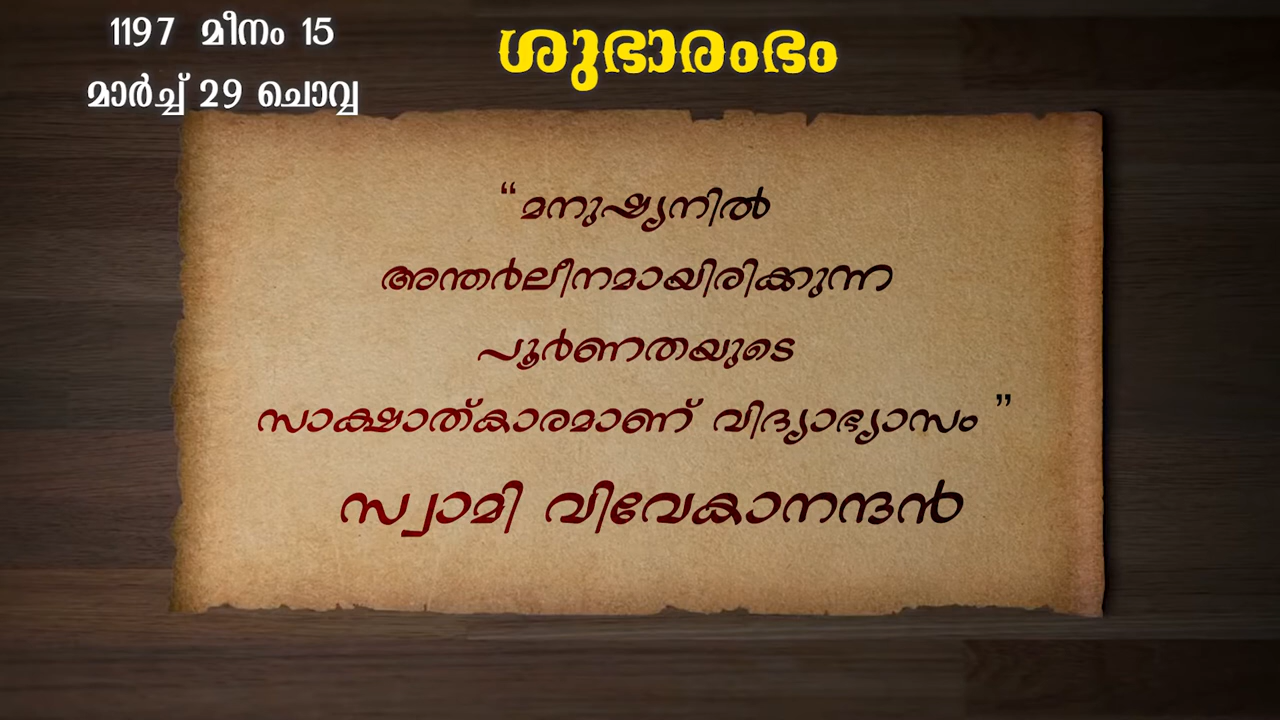 1197 മീനം 15
മാർച്ച് 29 ചൊവ്വ
ശുഭാരംഭം
“മനുഷ്യനിൽ
അന്തർലീനമായിരിക്കുന്ന
പൂർണതയുടെ
സാക്ഷാത്കാരമാണ് വിദ്യാഭ്യാസം ”
സ്വാമി വിവേകാനന്ദൻ